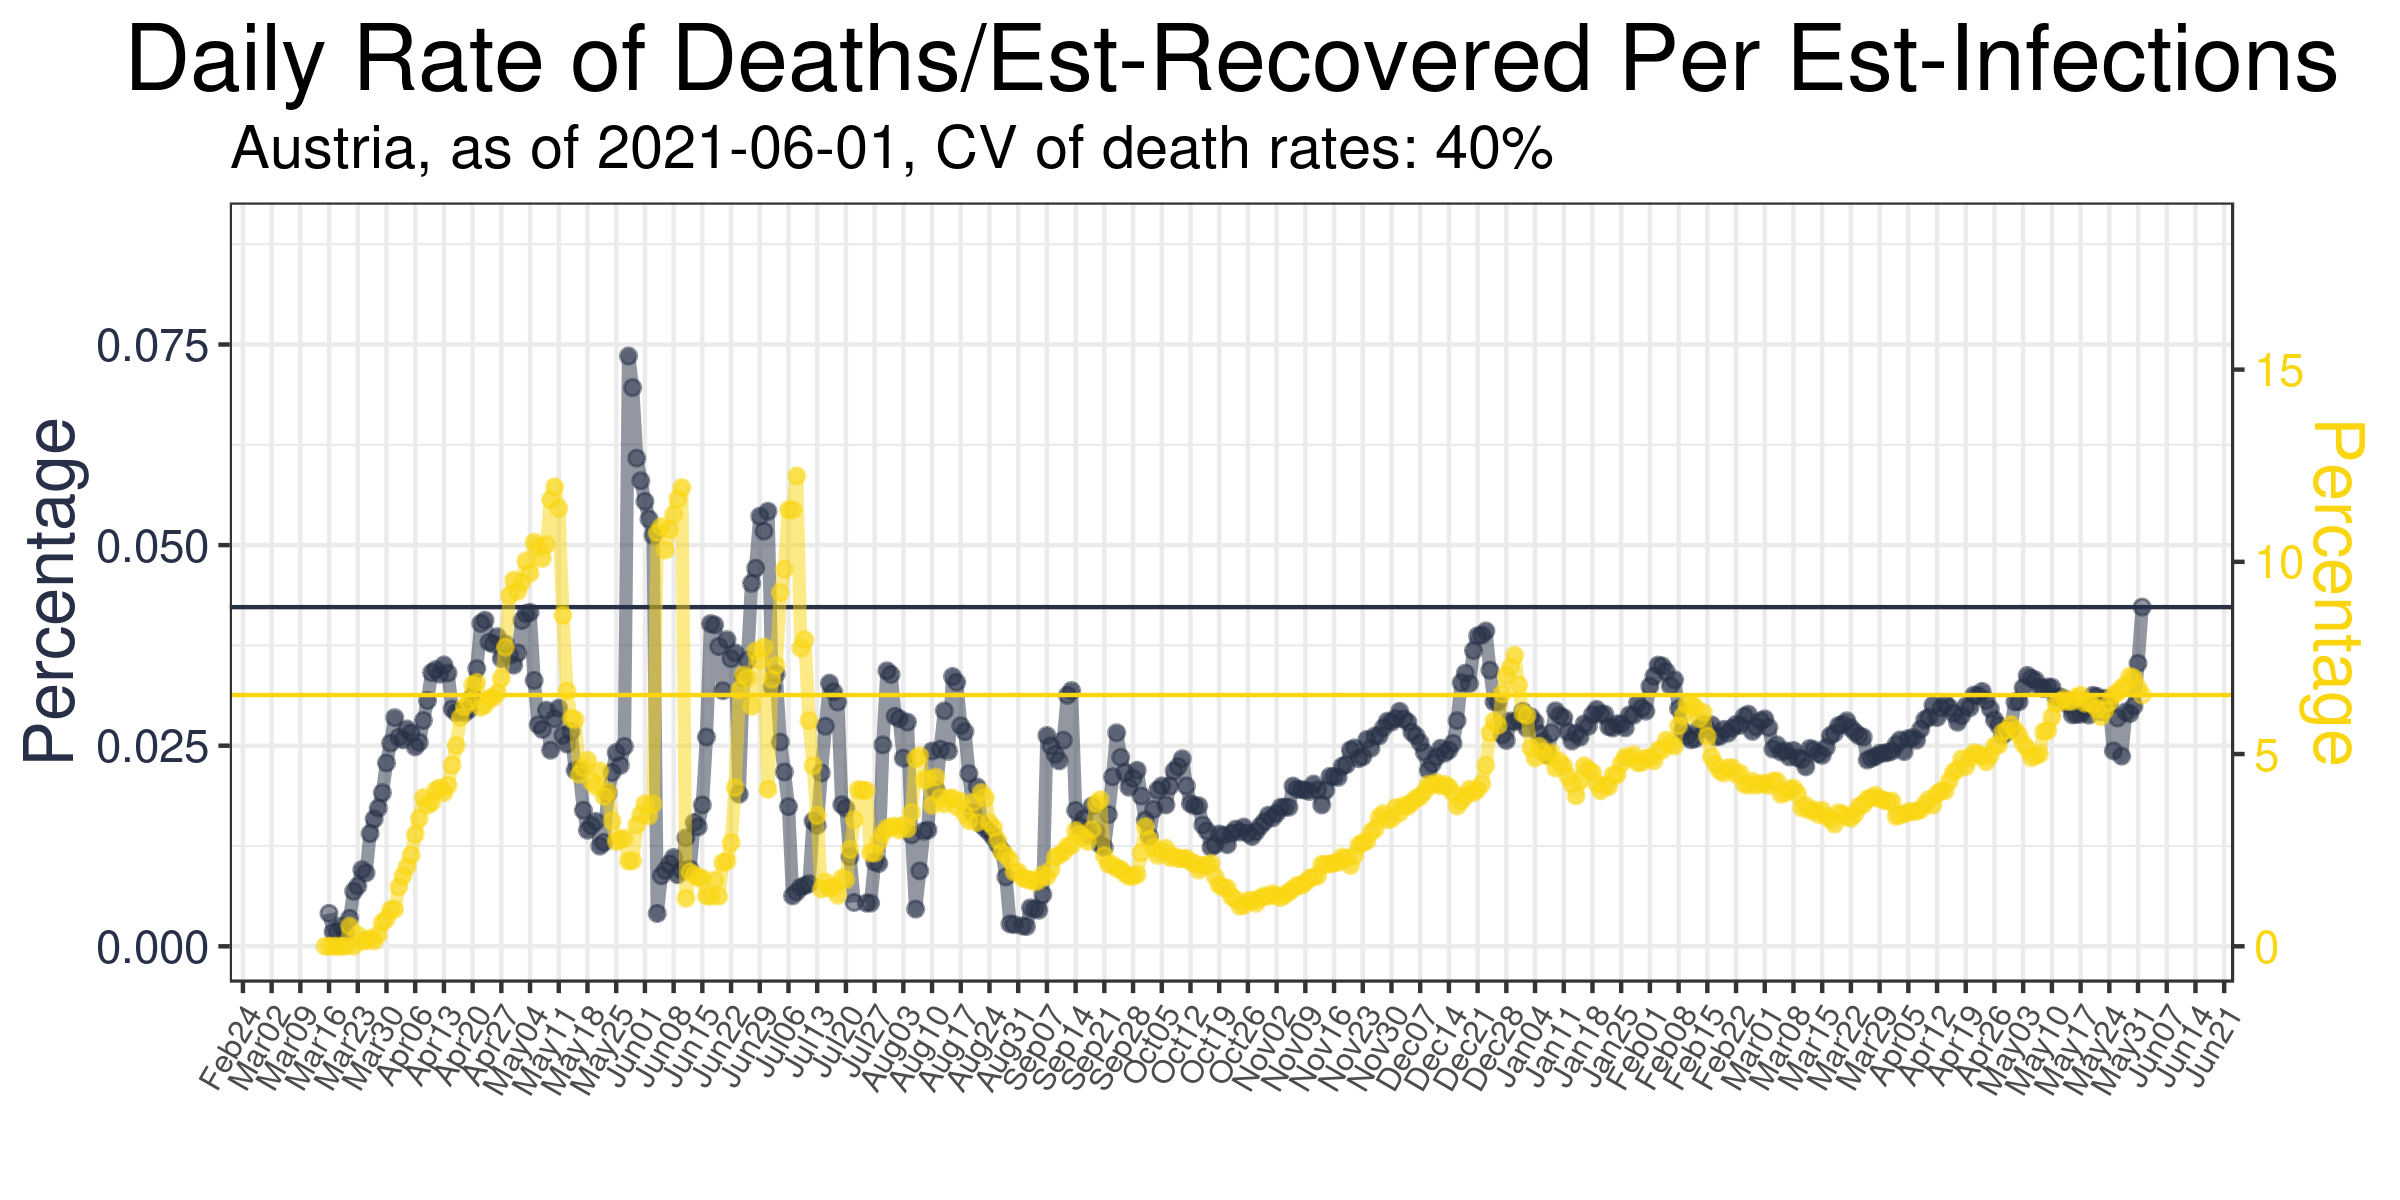 Daily Rate of Deaths/Est-Recovered Per Est-Infections
Austria, as of 2021-06-01, CV of death rates: 40%
Percentage
0.075
0.050
0.025
0.000
15
10
5
0
Percentage
Feb24
Mar02
Mar09
Mar16
Mar23
Mar30
Apr06
Apr13
Apr20
Apr27
May04
May11
May18
May25
Jun01
Jun08
Jun15
Jun22
Jun29
Jul06
Jul13
Jul20
Jul27
Aug03
Aug10
Aug17
Aug24
Aug31
Sep07
Sep14
Sep21
Sep28
Oct05
Oct12
Oct19
Oct26
Nov02
Nov09
Nov16
Nov23
Nov30
Dec07
Dec14
Dec21
Dec28
Jan04
Jan11
Jan18
Jan25
Feb01
Feb08
Feb15
Feb22
Mar01
Mar08
Mar15
Mar22
Mar29
Apr05
Apr12
Apr19
Apr26
May03
May10
May17
May24
May31
Jun07
Jun14
Jun21